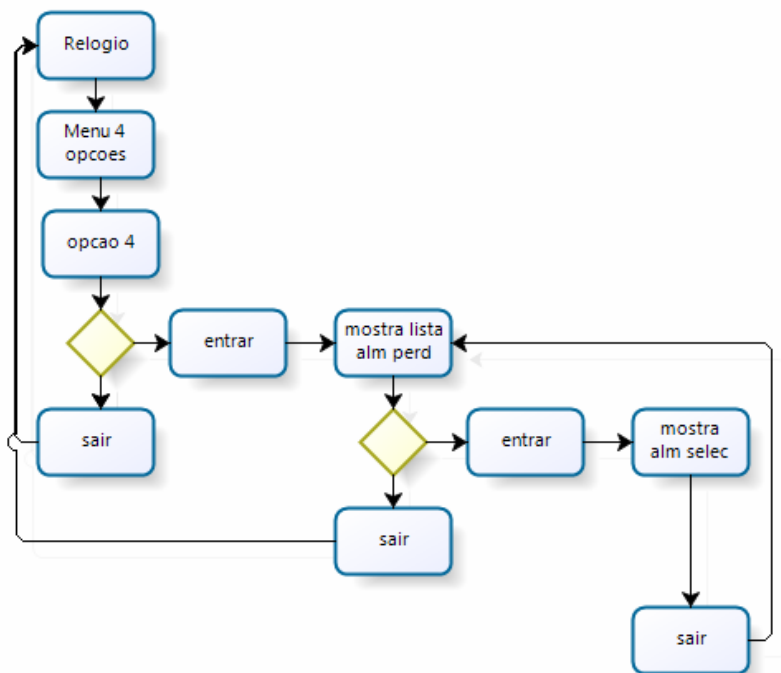 Relogio
Menu 4
opcoes
opcao 4
entrar
mostra lista
alm perd
sair
entrar
mostra
alm selec
sair
sair